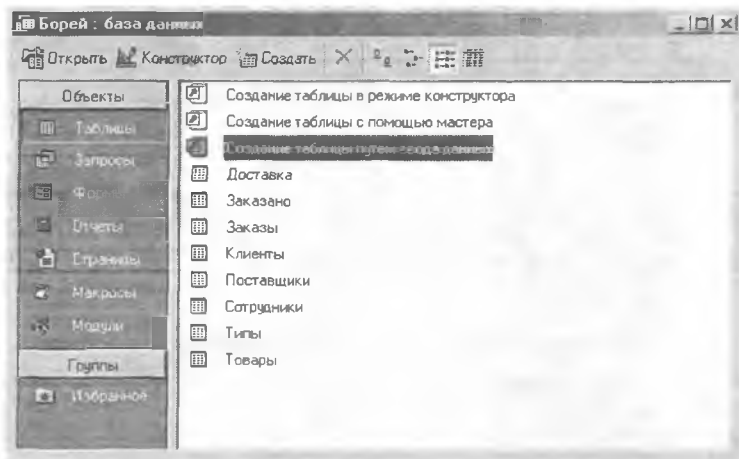 Борей : база данных
Открыть Конструктор Создать
Объекты
Таблицы
Запросы
Формы
Отчеты
Страницы
Макросы
Модули
Группы
Избранное
Создание таблицы в режиме конструктора
Создание таблицы с помощью мастера
Создание таблицы путем ввода данных
Доставка
Заказано
Заказы
Клиенты
Поставщики
Сотрудники
Типы
Товары